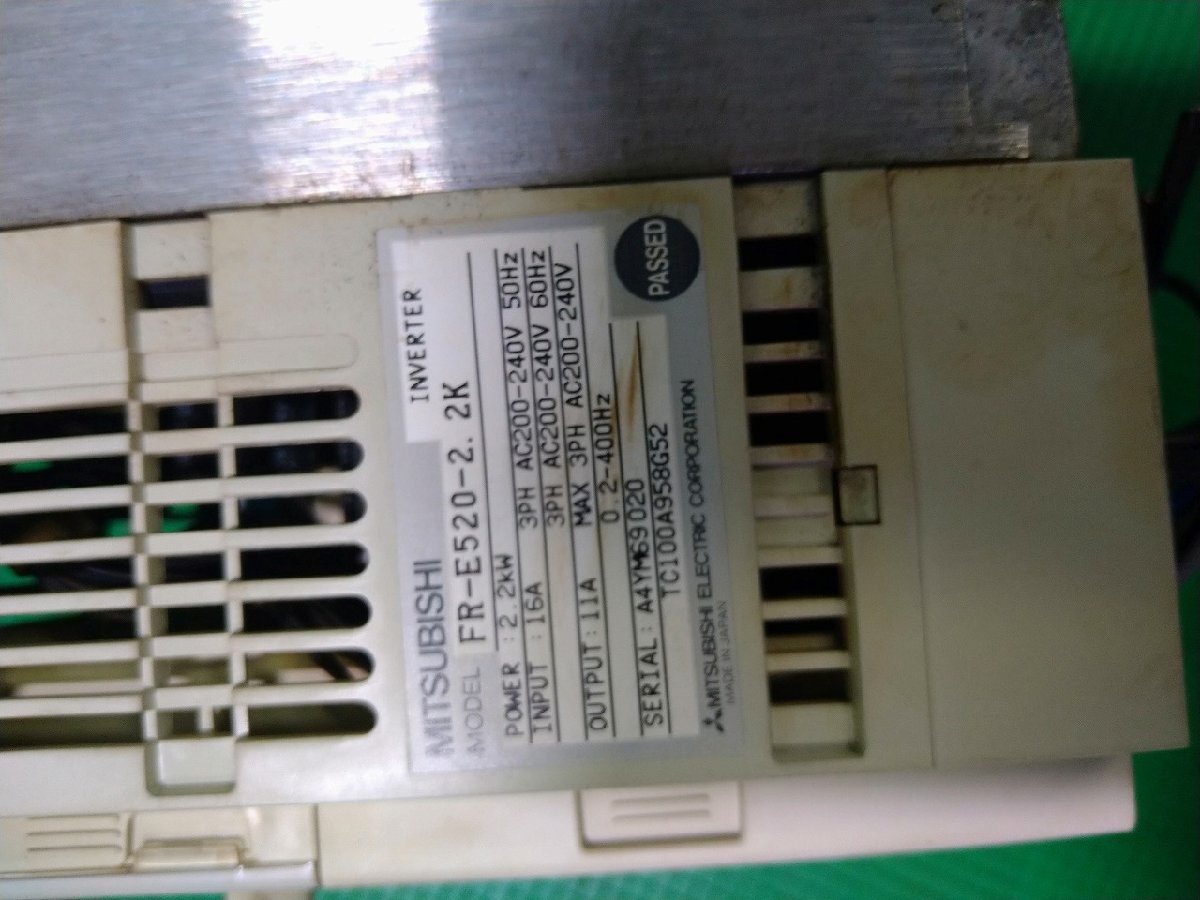 MITSUBISHI INVERTER
MODEL FR-E520-2.2K
POWER : 2.2kW
INPUT : 16A 3PH AC200-240V 50Hz
3PH AC200-240V 60Hz
OUTPUT : 11A MAX 3PH AC200-240V
0.2-400Hz
SERIAL : A4YM69020
TC100A958G52
PASSED
MITSUBISHI ELECTRIC CORPORATION
MADE IN JAPAN